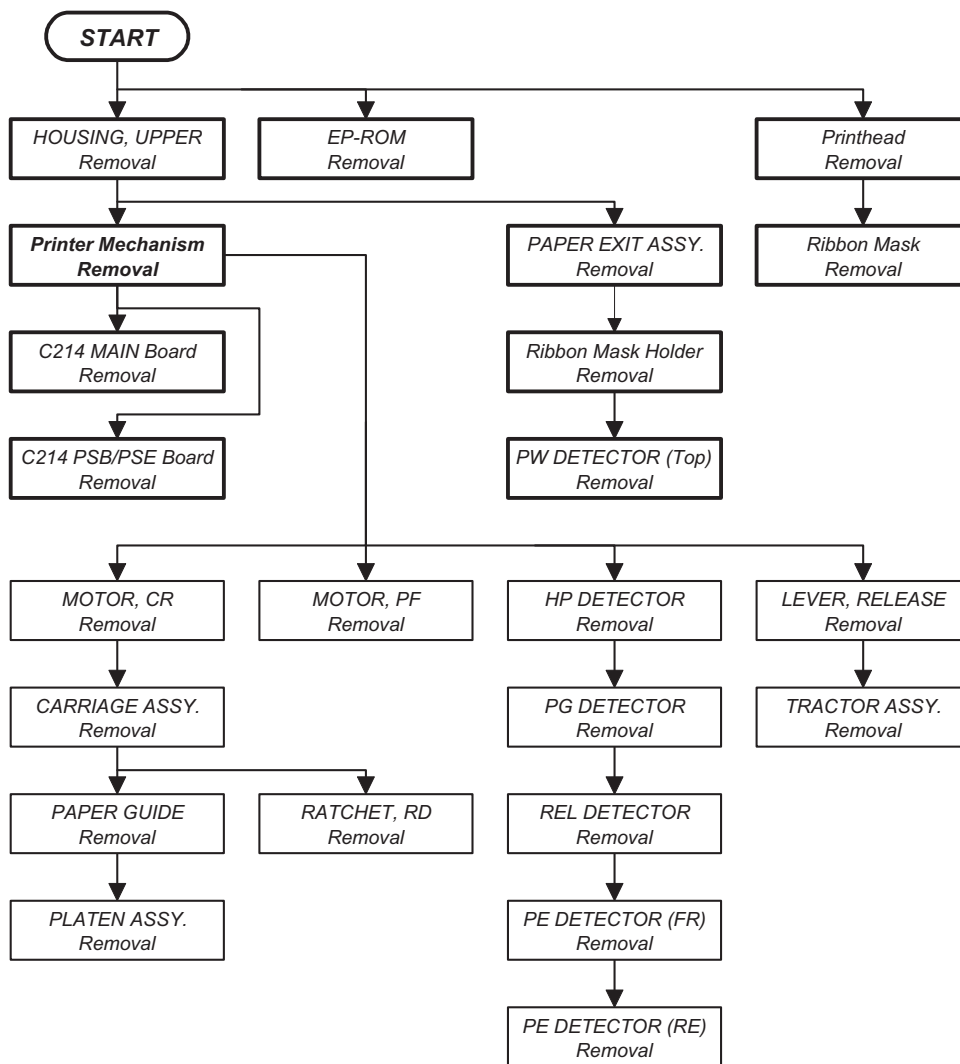 START
HOUSING, UPPER
Removal
EP-ROM
Removal
Printhead
Removal
Printer Mechanism
Removal
PAPER EXIT ASSY.
Removal
Ribbon Mask
Removal
C214 MAIN Board
Removal
Ribbon Mask Holder
Removal
C214 PSB/PSE Board
Removal
PW DETECTOR (Top)
Removal
MOTOR, CR
Removal
MOTOR, PF
Removal
HP DETECTOR
Removal
LEVER, RELEASE
Removal
CARRIAGE ASSY.
Removal
PG DETECTOR
Removal
TRACTOR ASSY.
Removal
PAPER GUIDE
Removal
RATCHET, RD
Removal
REL DETECTOR
Removal
PLATEN ASSY.
Removal
PE DETECTOR (FR)
Removal
PE DETECTOR (RE)
Removal